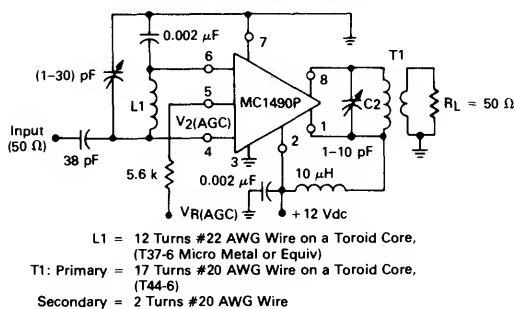 0.002 μF
7
(1–30) pF
6
8
T1
L1
5
MC1490P
C2
RL = 50 Ω
V2(AGC)
Input
(50 Ω)
4
1
38 pF
3
2
1–10 pF
5.6 k
0.002 μF
10 μH
VR(AGC)
+ 12 Vdc
L1 = 12 Turns #22 AWG Wire on a Toroid Core,
(T37-6 Micro Metal or Equiv)
T1: Primary = 17 Turns #20 AWG Wire on a Toroid Core,
(T44-6)
Secondary = 2 Turns #20 AWG Wire